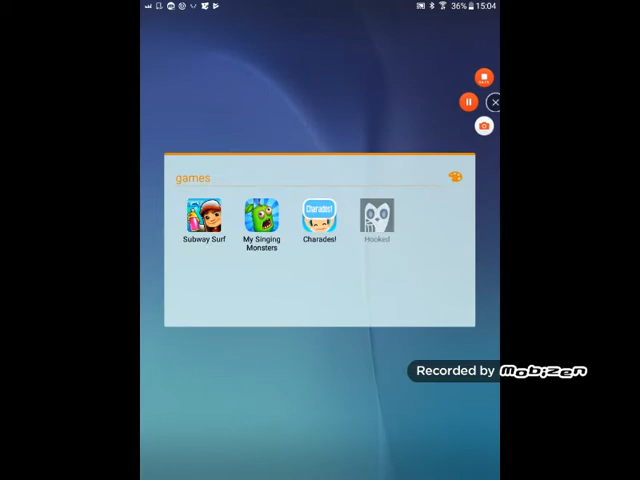 36% 15:04
games
Charades!
Subway Surf
My Singing
Monsters
Charades!
Hooked
Recorded by Mobizen